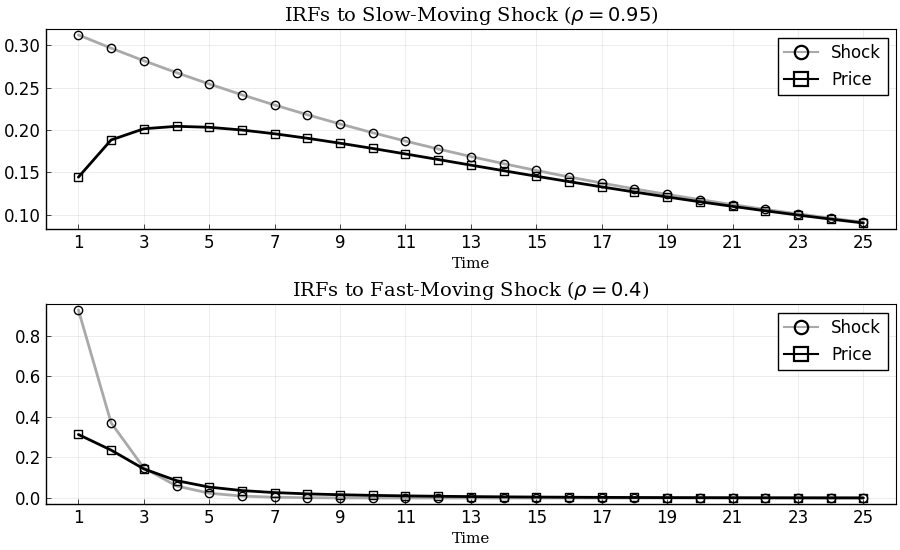 IRFs to Slow-Moving Shock (ρ = 0.95)
0.30
0.25
0.20
0.15
0.10
Shock
Price
1 3 5 7 9 11 13 15 17 19 21 23 25
Time
IRFs to Fast-Moving Shock (ρ = 0.4)
0.8
0.6
0.4
0.2
0.0
Shock
Price
1 3 5 7 9 11 13 15 17 19 21 23 25
Time